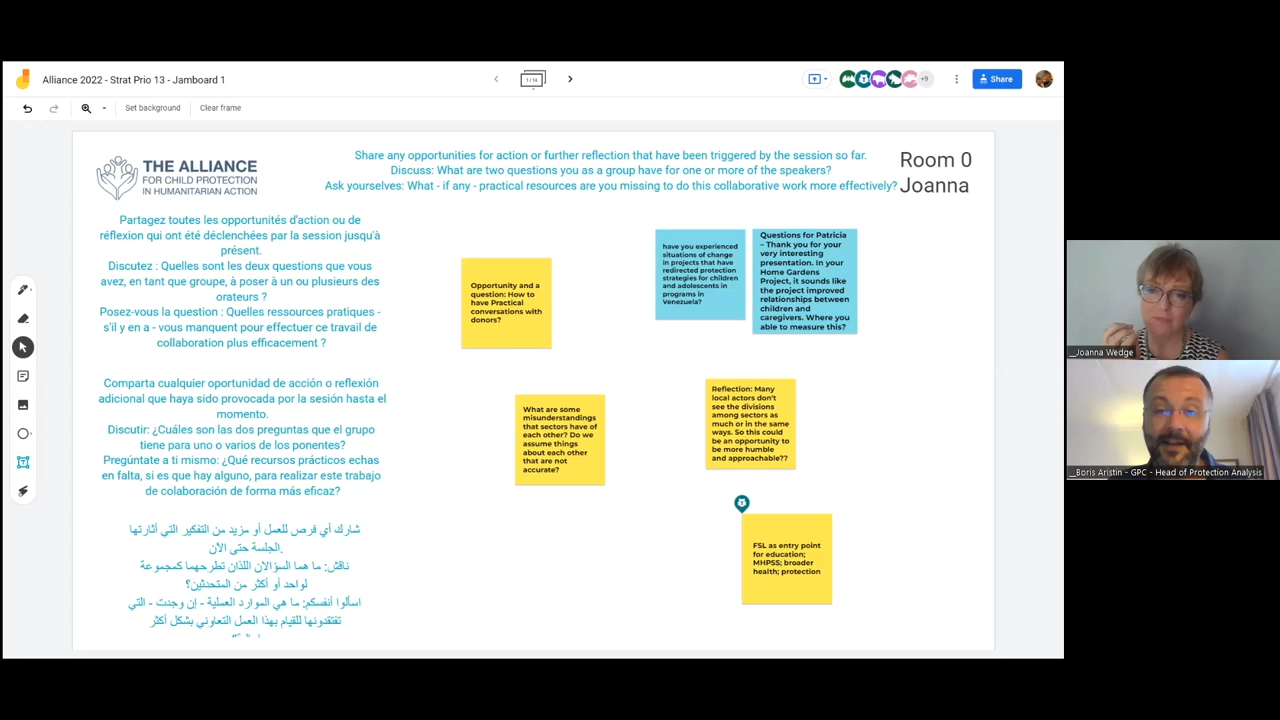 Alliance 2022 - Strat Prio 13 - Jamboard 1
1 / 16
+9
Share
Set background
Clear frame
THE ALLIANCE
FOR CHILD PROTECTION
IN HUMANITARIAN ACTION
Share any opportunities for action or further reflection that have been triggered by the session so far.
Discuss: What are two questions you as a group have for one or more of the speakers?
Ask yourselves: What - if any - practical resources are you missing to do this collaborative work more effectively?
Room 0
Joanna
Partagez toutes les opportunités d'action ou de
réflexion qui ont été déclenchées par la session jusqu'à
présent.
Discutez : Quelles sont les deux questions que vous
avez, en tant que groupe, à poser à un ou plusieurs des
orateurs ?
Posez-vous la question : Quelles ressources pratiques -
s'il y en a - vous manquent pour effectuer ce travail de
collaboration plus efficacement ?
Comparta cualquier oportunidad de acción o reflexión
adicional que haya sido provocada por la sesión hasta el
momento.
Discutir: ¿Cuáles son las dos preguntas que el grupo
tiene para uno o varios de los ponentes?
Pregúntate a ti mismo: ¿Qué recursos prácticos echas
en falta, si es que hay alguno, para realizar este trabajo
de colaboración de forma más eficaz?
شارك أي فرص للعمل أو مزيد من التفكير التي أثارتها
الجلسة حتى الآن.
ناقش: ما هما السؤالان اللذان تطرحهما كمجموعة
لواحد أو أكثر من المتحدثين؟
اسألوا أنفسكم: ما هي الموارد العملية - إن وجدت - التي
تفتقدونها للقيام بهذا العمل التعاوني بشكل أكثر
Opportunity and a
question: How to
have Practical
conversations with
donors?
have you experienced
situations of change
in projects that have
redirected protection
strategies for children
and adolescents in
programs in
Venezuela?
Questions for Patricia
– Thank you for your
very interesting
presentation. In your
Home Gardens
Project, it sounds like
the project improved
relationships between
children and
caregivers. Where you
able to measure this?
What are some
misunderstandings
that sectors have of
each other? Do we
assume things
about each other
that are not
accurate?
Reflection: Many
local actors don't
see the divisions
among sectors as
much or in the same
ways. So this could
be an opportunity to
be more humble
and approachable??
FSL as entry point
for education;
MHPSS; broader
health; protection
__Joanna Wedge
__Boris Aristin - GPC - Head of Protection Analysis